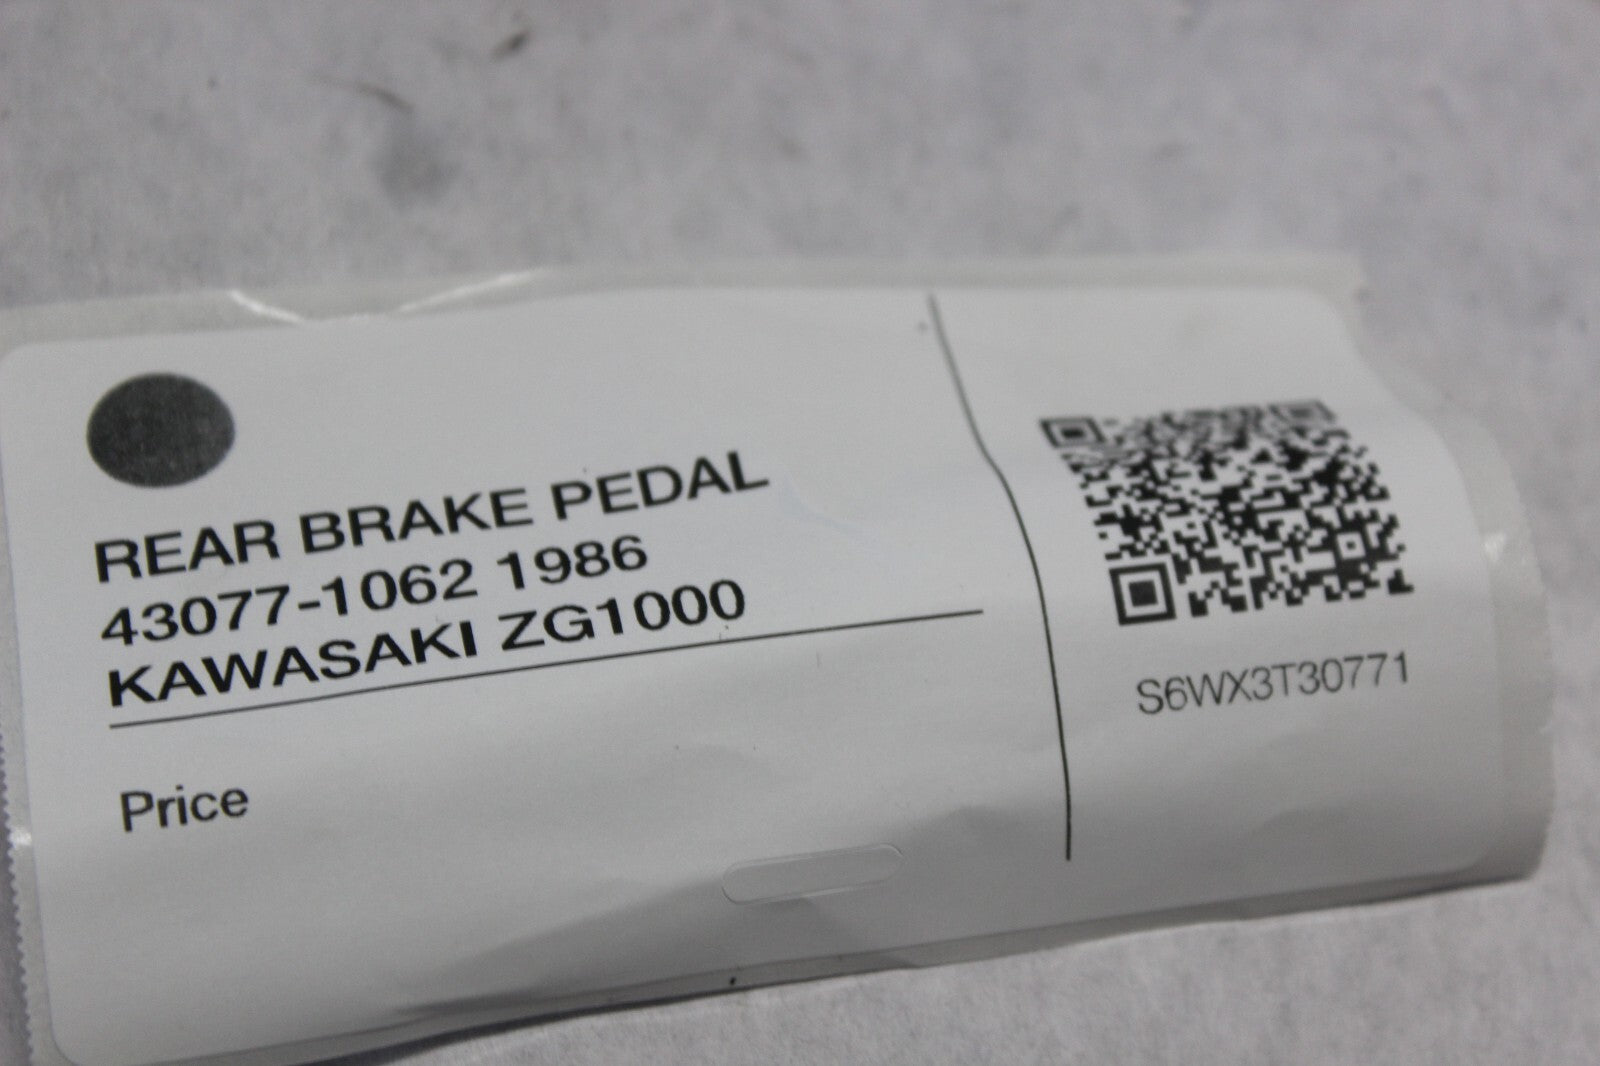 REAR BRAKE PEDAL
43077-1062 1986
KAWASAKI ZG1000
Price
S6WX3T30771